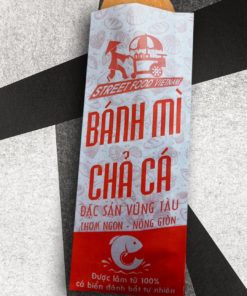 STREET FOOD VIETNAM
BÁNH MÌ
CHẢ CÁ
ĐẶC SẢN VŨNG TÀU
THƠM NGON - NÓNG GIÒN
Được làm từ 100%
cá biển đánh bắt tự nhiên